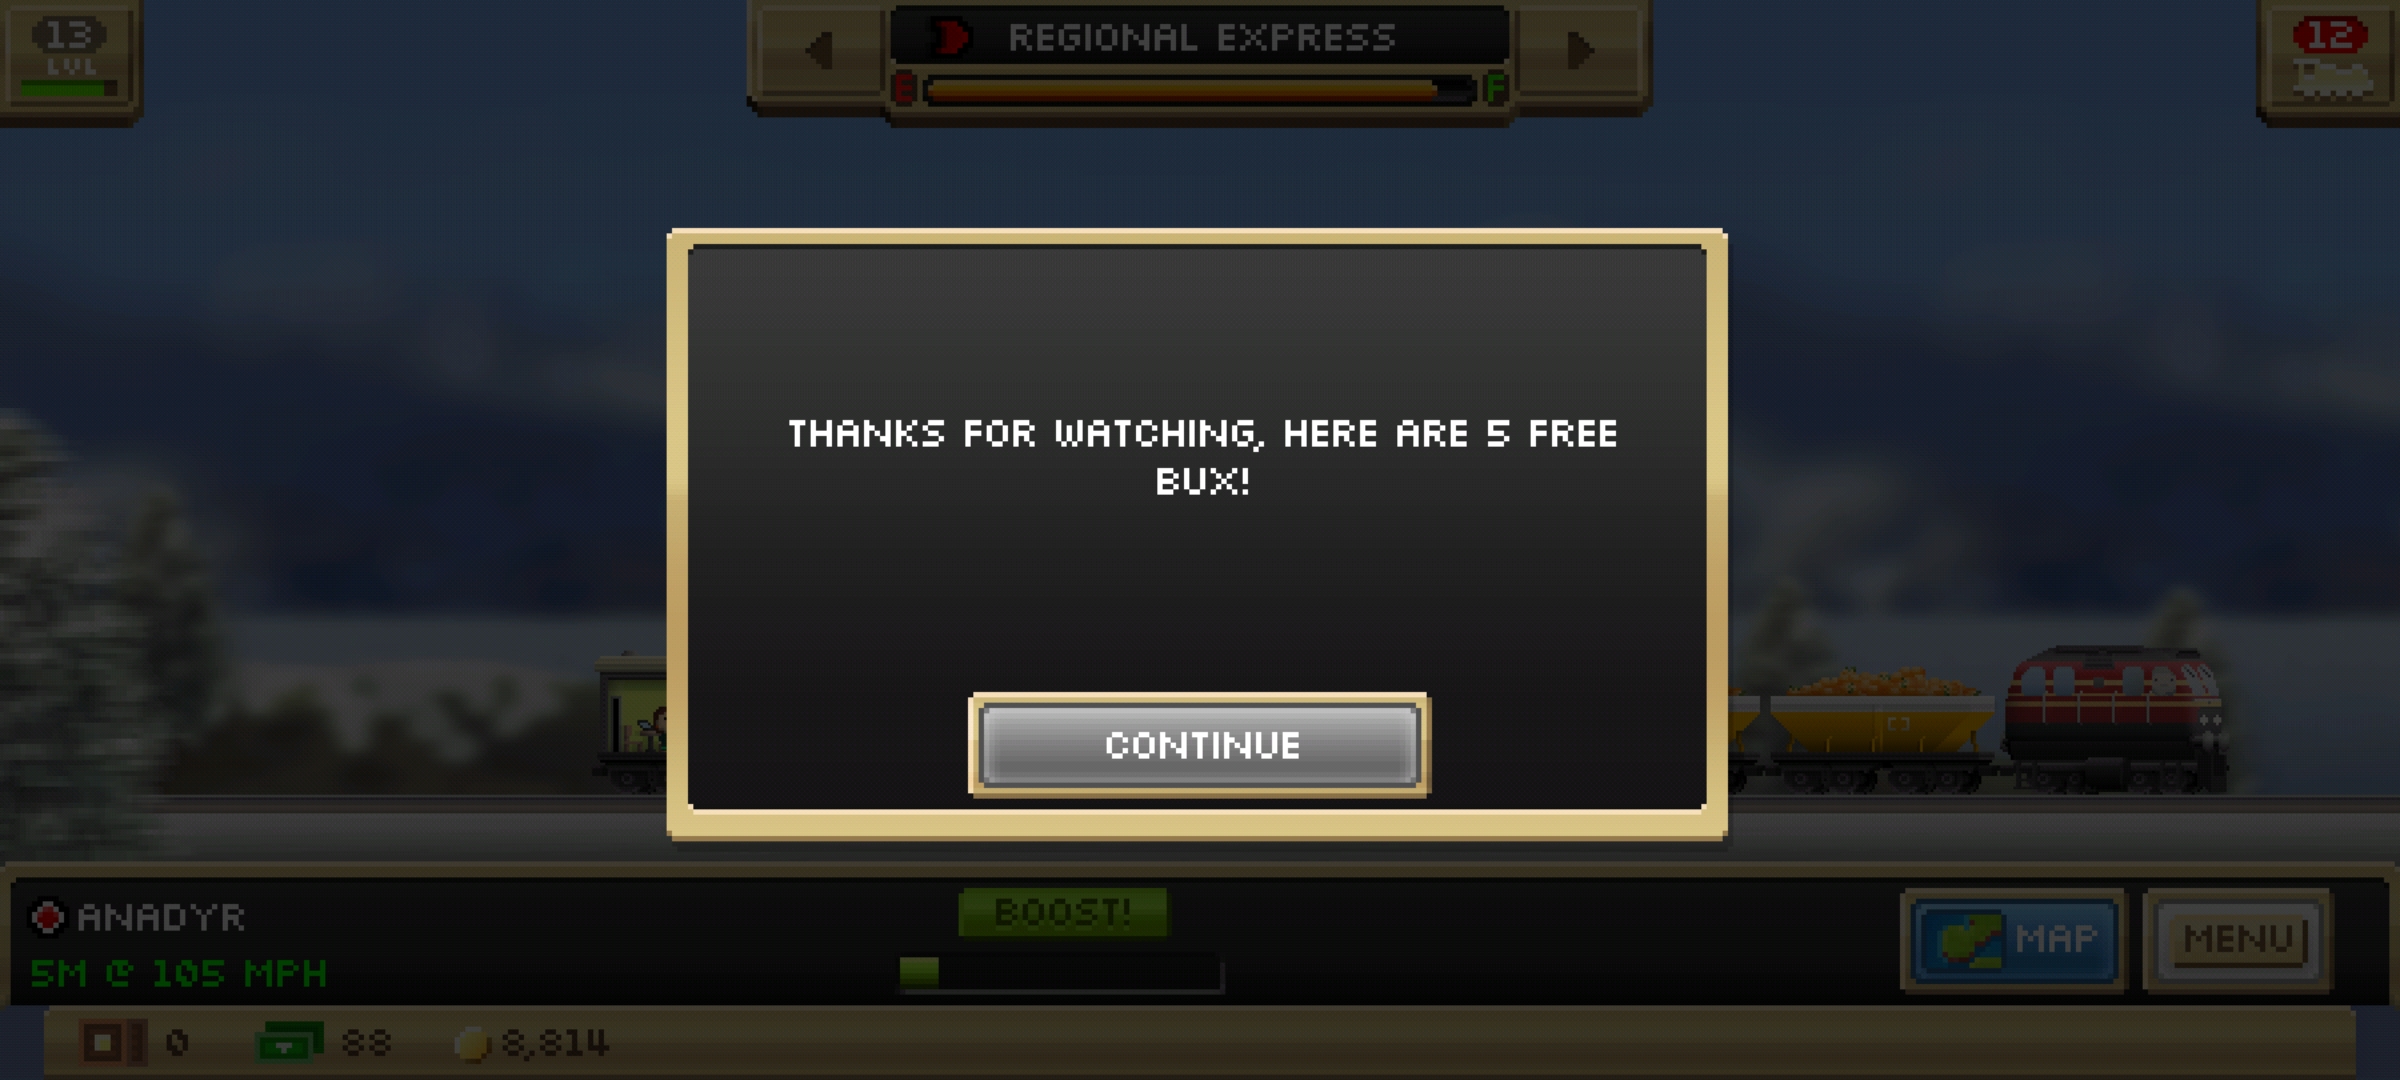 13
LVL
REGIONAL EXPRESS
E F
12
THANKS FOR WATCHING, HERE ARE 5 FREE
BUX!
CONTINUE
ANADYR
5M @ 105 MPH
BOOST!
MAP
MENU
0 88 8,814